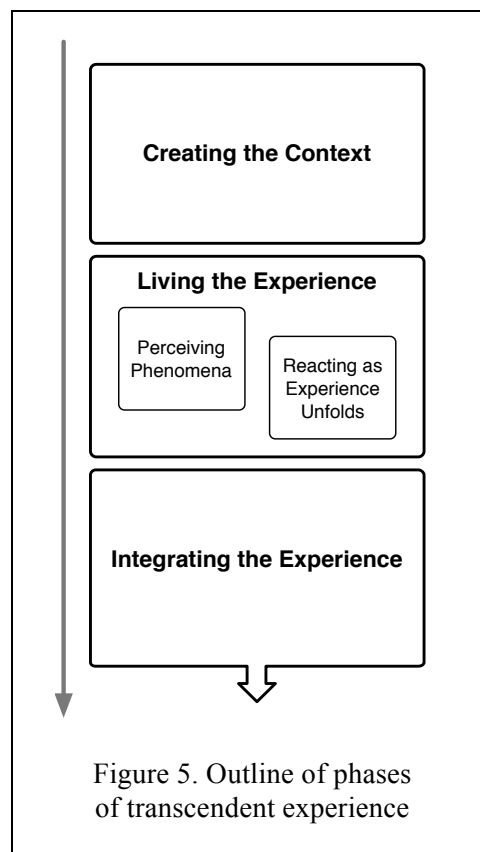 Creating the Context
Living the Experience
Perceiving
Phenomena
Reacting as
Experience
Unfolds
Integrating the Experience
Figure 5. Outline of phases
of transcendent experience